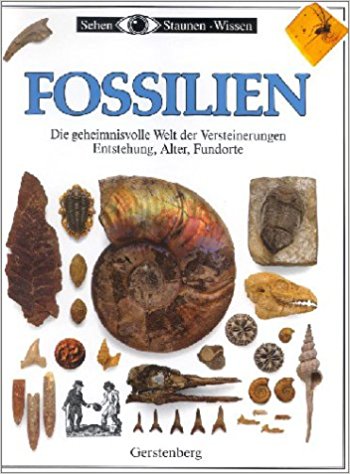 Sehen Staunen · Wissen
FOSSILIEN
Die geheimnisvolle Welt der Versteinerungen
Entstehung, Alter, Fundorte
Gerstenberg